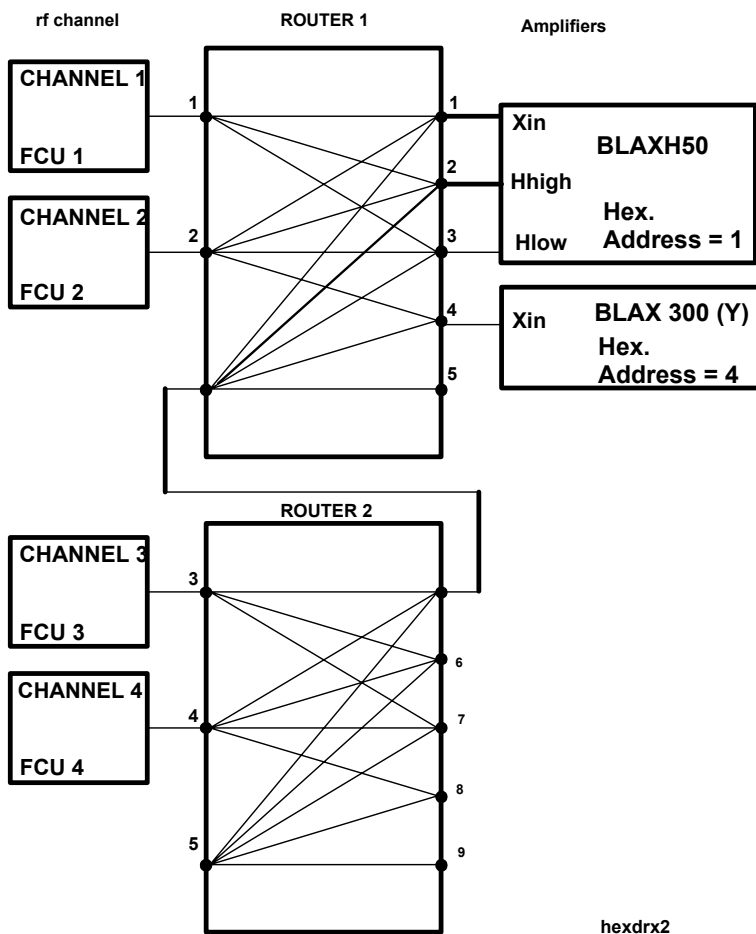 rf channel
ROUTER 1
Amplifiers
CHANNEL 1
FCU 1
CHANNEL 2
FCU 2
1
2
1
2
3
4
5
Xin
BLAXH50
Hhigh
Hex.
Hlow
Address = 1
Xin
BLAX 300 (Y)
Hex.
Address = 4
ROUTER 2
CHANNEL 3
FCU 3
CHANNEL 4
FCU 4
3
4
5
6
7
8
9
hexdrx2